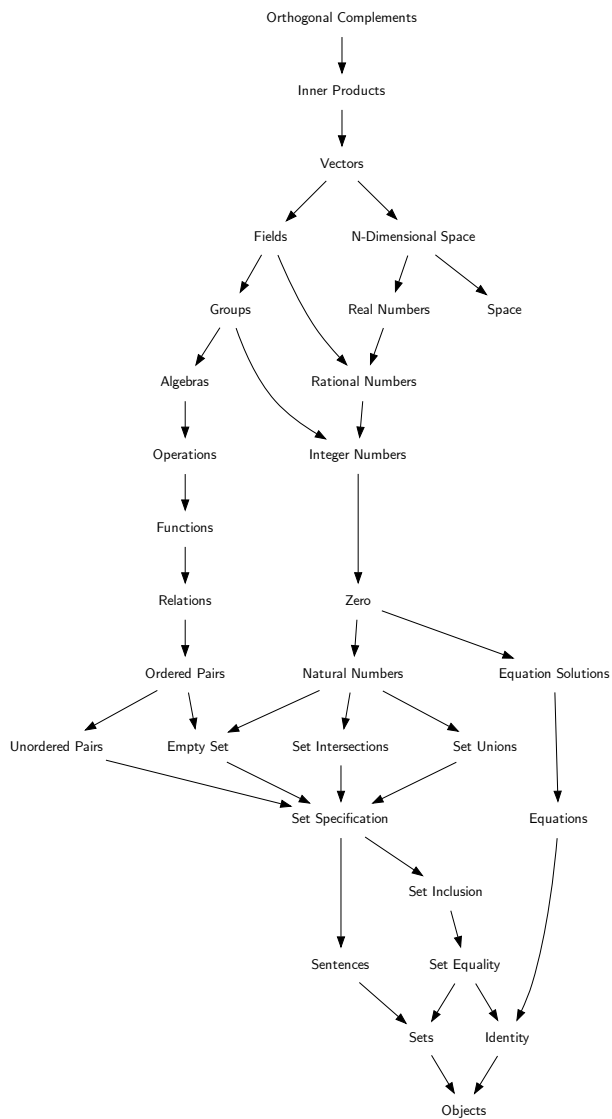 Orthogonal Complements
Inner Products
Vectors
Fields
N-Dimensional Space
Groups
Real Numbers
Space
Algebras
Rational Numbers
Operations
Integer Numbers
Functions
Relations
Zero
Ordered Pairs
Natural Numbers
Equation Solutions
Unordered Pairs
Empty Set
Set Intersections
Set Unions
Set Specification
Equations
Set Inclusion
Sentences
Set Equality
Sets
Identity
Objects